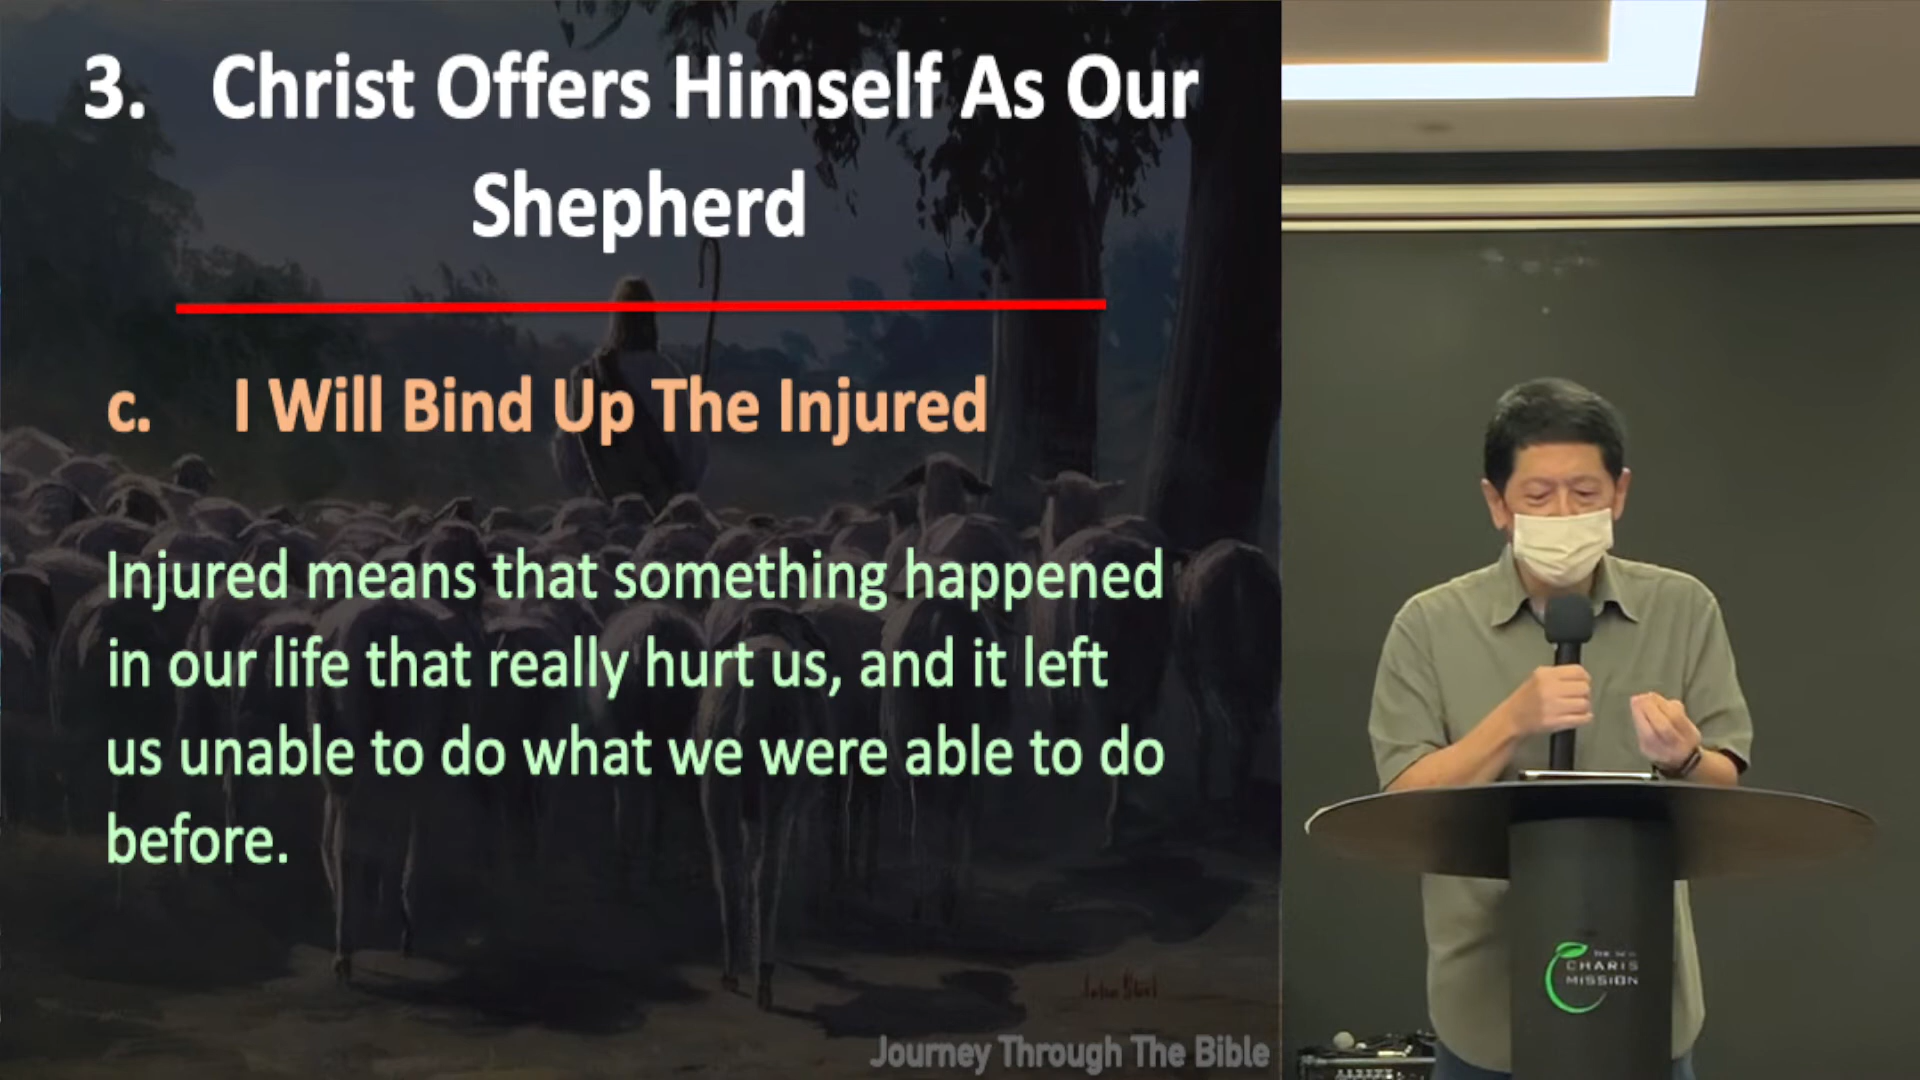 3. Christ Offers Himself As Our
Shepherd
c. I Will Bind Up The Injured
Injured means that something happened
in our life that really hurt us, and it left
us unable to do what we were able to do
before.
Journey Through The Bible
THE NEW
CHARIS
MISSION